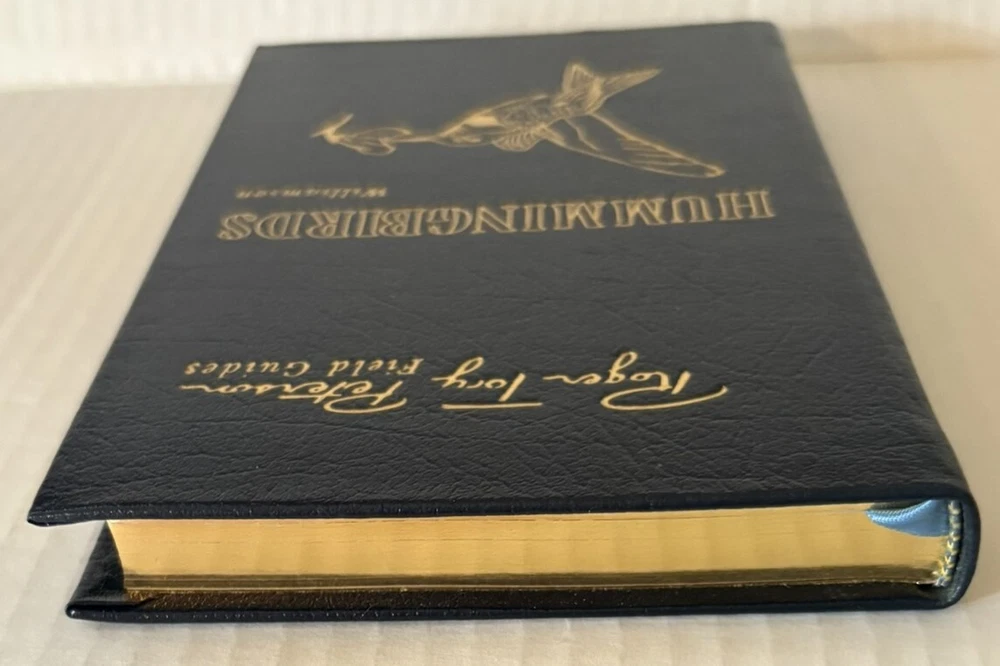 Roger Tory Peterson
Field Guides
HUMMINGBIRDS
Williamson